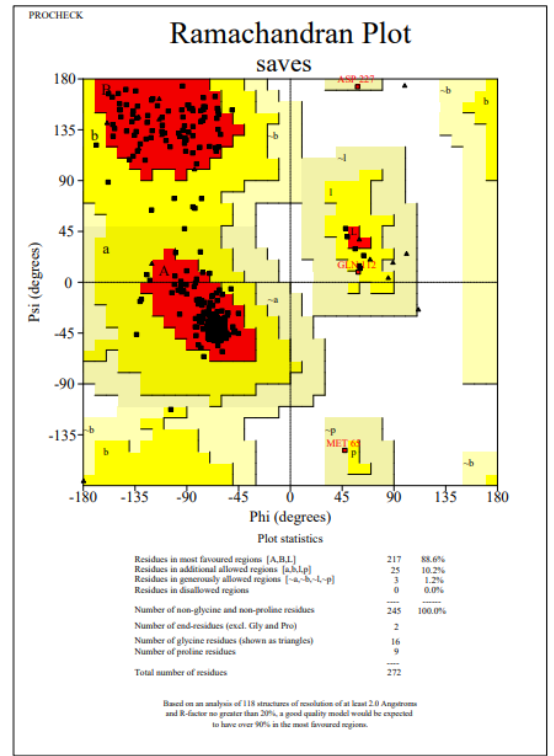 PROCHECK
Ramachandran Plot
saves
B
ASP 227
~b
b
b
~b
~l
l
a
L
A
GLN 112
~a
~b
b
~p
MET 65
p
~b
180
135
90
45
0
-45
-90
-135
-180 -135 -90 -45 0 45 90 135 180
Psi (degrees)
Phi (degrees)
Plot statistics
Residues in most favoured regions [A,B,L] 217 88.6%
Residues in additional allowed regions [a,b,l,p] 25 10.2%
Residues in generously allowed regions [~a,~b,~l,~p] 3 1.2%
Residues in disallowed regions 0 0.0%
---- ------
Number of non-glycine and non-proline residues 245 100.0%
Number of end-residues (excl. Gly and Pro) 2
Number of glycine residues (shown as triangles) 16
Number of proline residues 9
----
Total number of residues 272
Based on an analysis of 118 structures of resolution of at least 2.0 Angstroms
and R-factor no greater than 20%, a good quality model would be expected
to have over 90% in the most favoured regions.